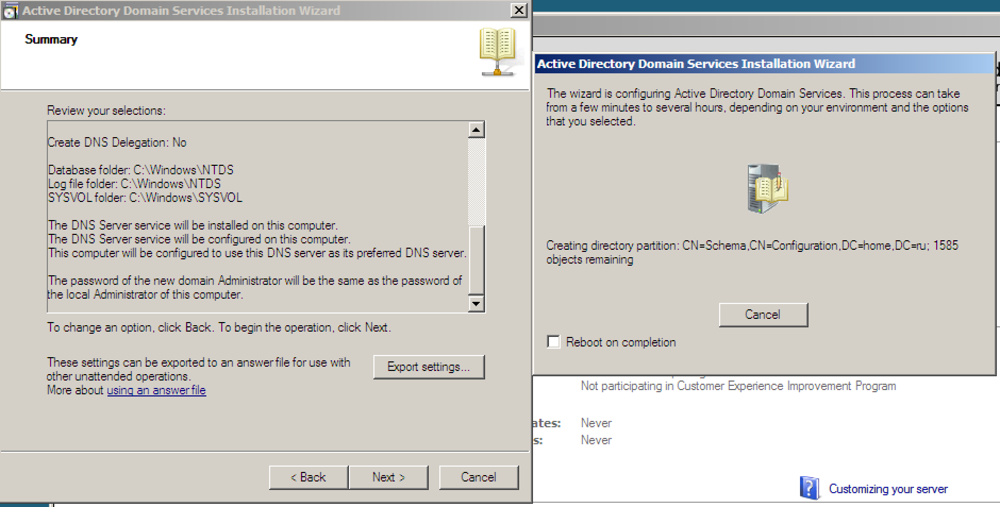 Active Directory Domain Services Installation Wizard
Summary
Review your selections:
Create DNS Delegation: No
Database folder: C:\Windows\NTDS
Log file folder: C:\Windows\NTDS
SYSVOL folder: C:\Windows\SYSVOL
The DNS Server service will be installed on this computer.
The DNS Server service will be configured on this computer.
This computer will be configured to use this DNS server as its preferred DNS server.
The password of the new domain Administrator will be the same as the password of
the local Administrator of this computer.
To change an option, click Back. To begin the operation, click Next.
These settings can be exported to an answer file for use with
other unattended operations.
More about using an answer file
Export settings...
< Back
Next >
Cancel
Active Directory Domain Services Installation Wizard
The wizard is configuring Active Directory Domain Services. This process can take
from a few minutes to several hours, depending on your environment and the options
that you selected.
Creating directory partition: CN=Schema,CN=Configuration,DC=home,DC=ru; 1585
objects remaining
Cancel
Reboot on completion
Not participating in Customer Experience Improvement Program
ates: Never
s: Never
Customizing your server